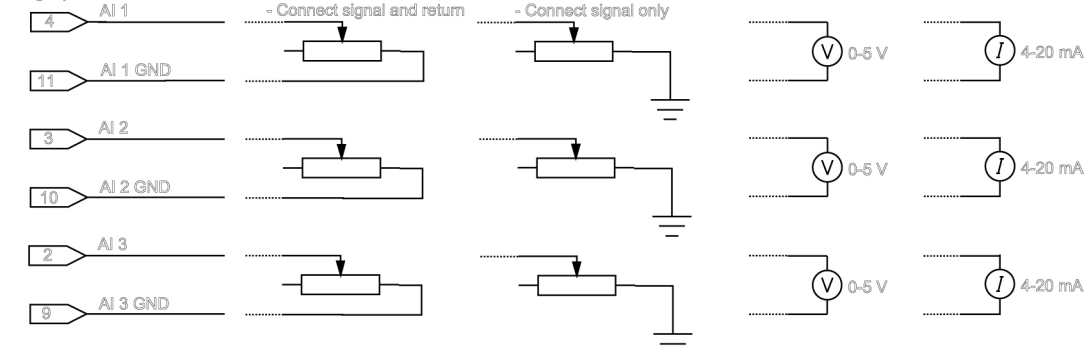 - Connect signal and return - Connect signal only
4 AI 1
V 0-5 V I 4-20 mA
11 AI 1 GND
3 AI 2
V 0-5 V I 4-20 mA
10 AI 2 GND
2 AI 3
V 0-5 V I 4-20 mA
9 AI 3 GND